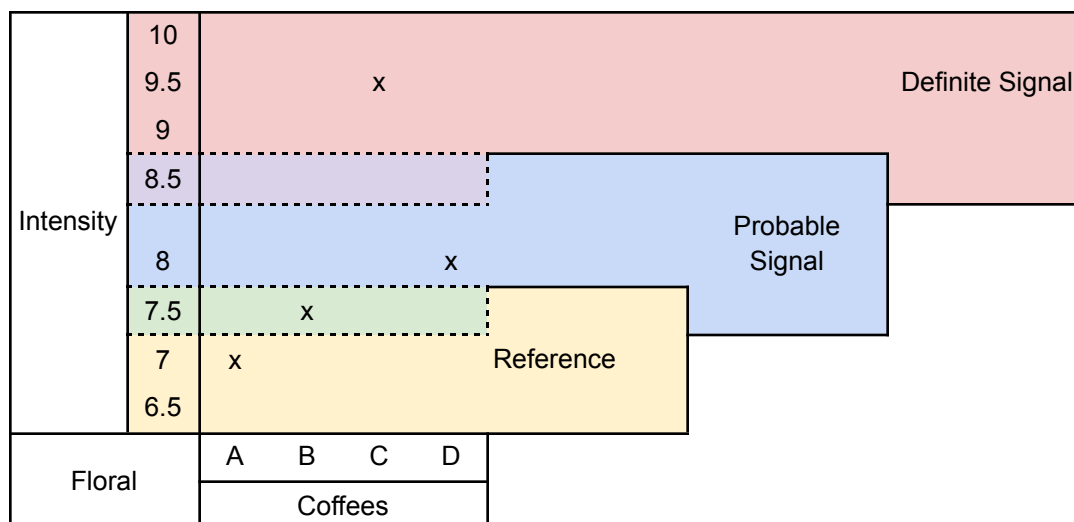 10
9.5 x Definite Signal
9
8.5
Intensity
Probable
8 x Signal
7.5 x
7 x Reference
6.5
A B C D
Floral
Coffees